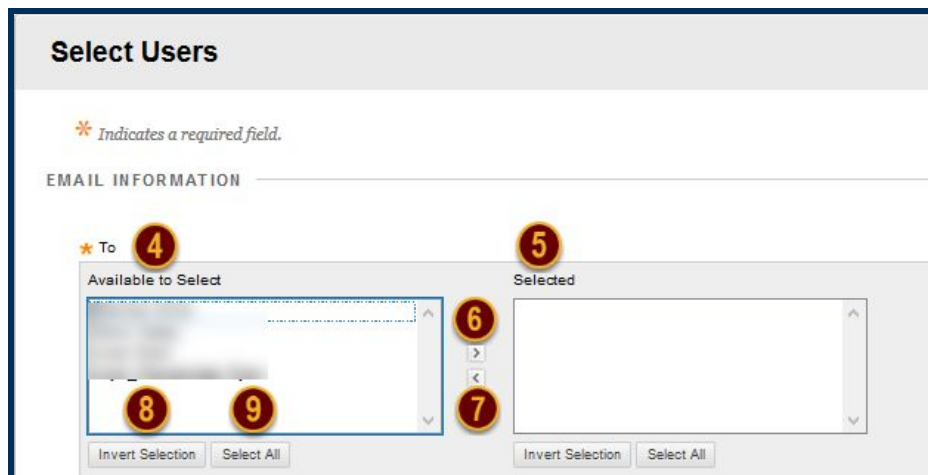 Select Users
* Indicates a required field.
EMAIL INFORMATION
* To 4 5
Available to Select Selected
6
>
<
8 9 7
Invert Selection Select All Invert Selection Select All